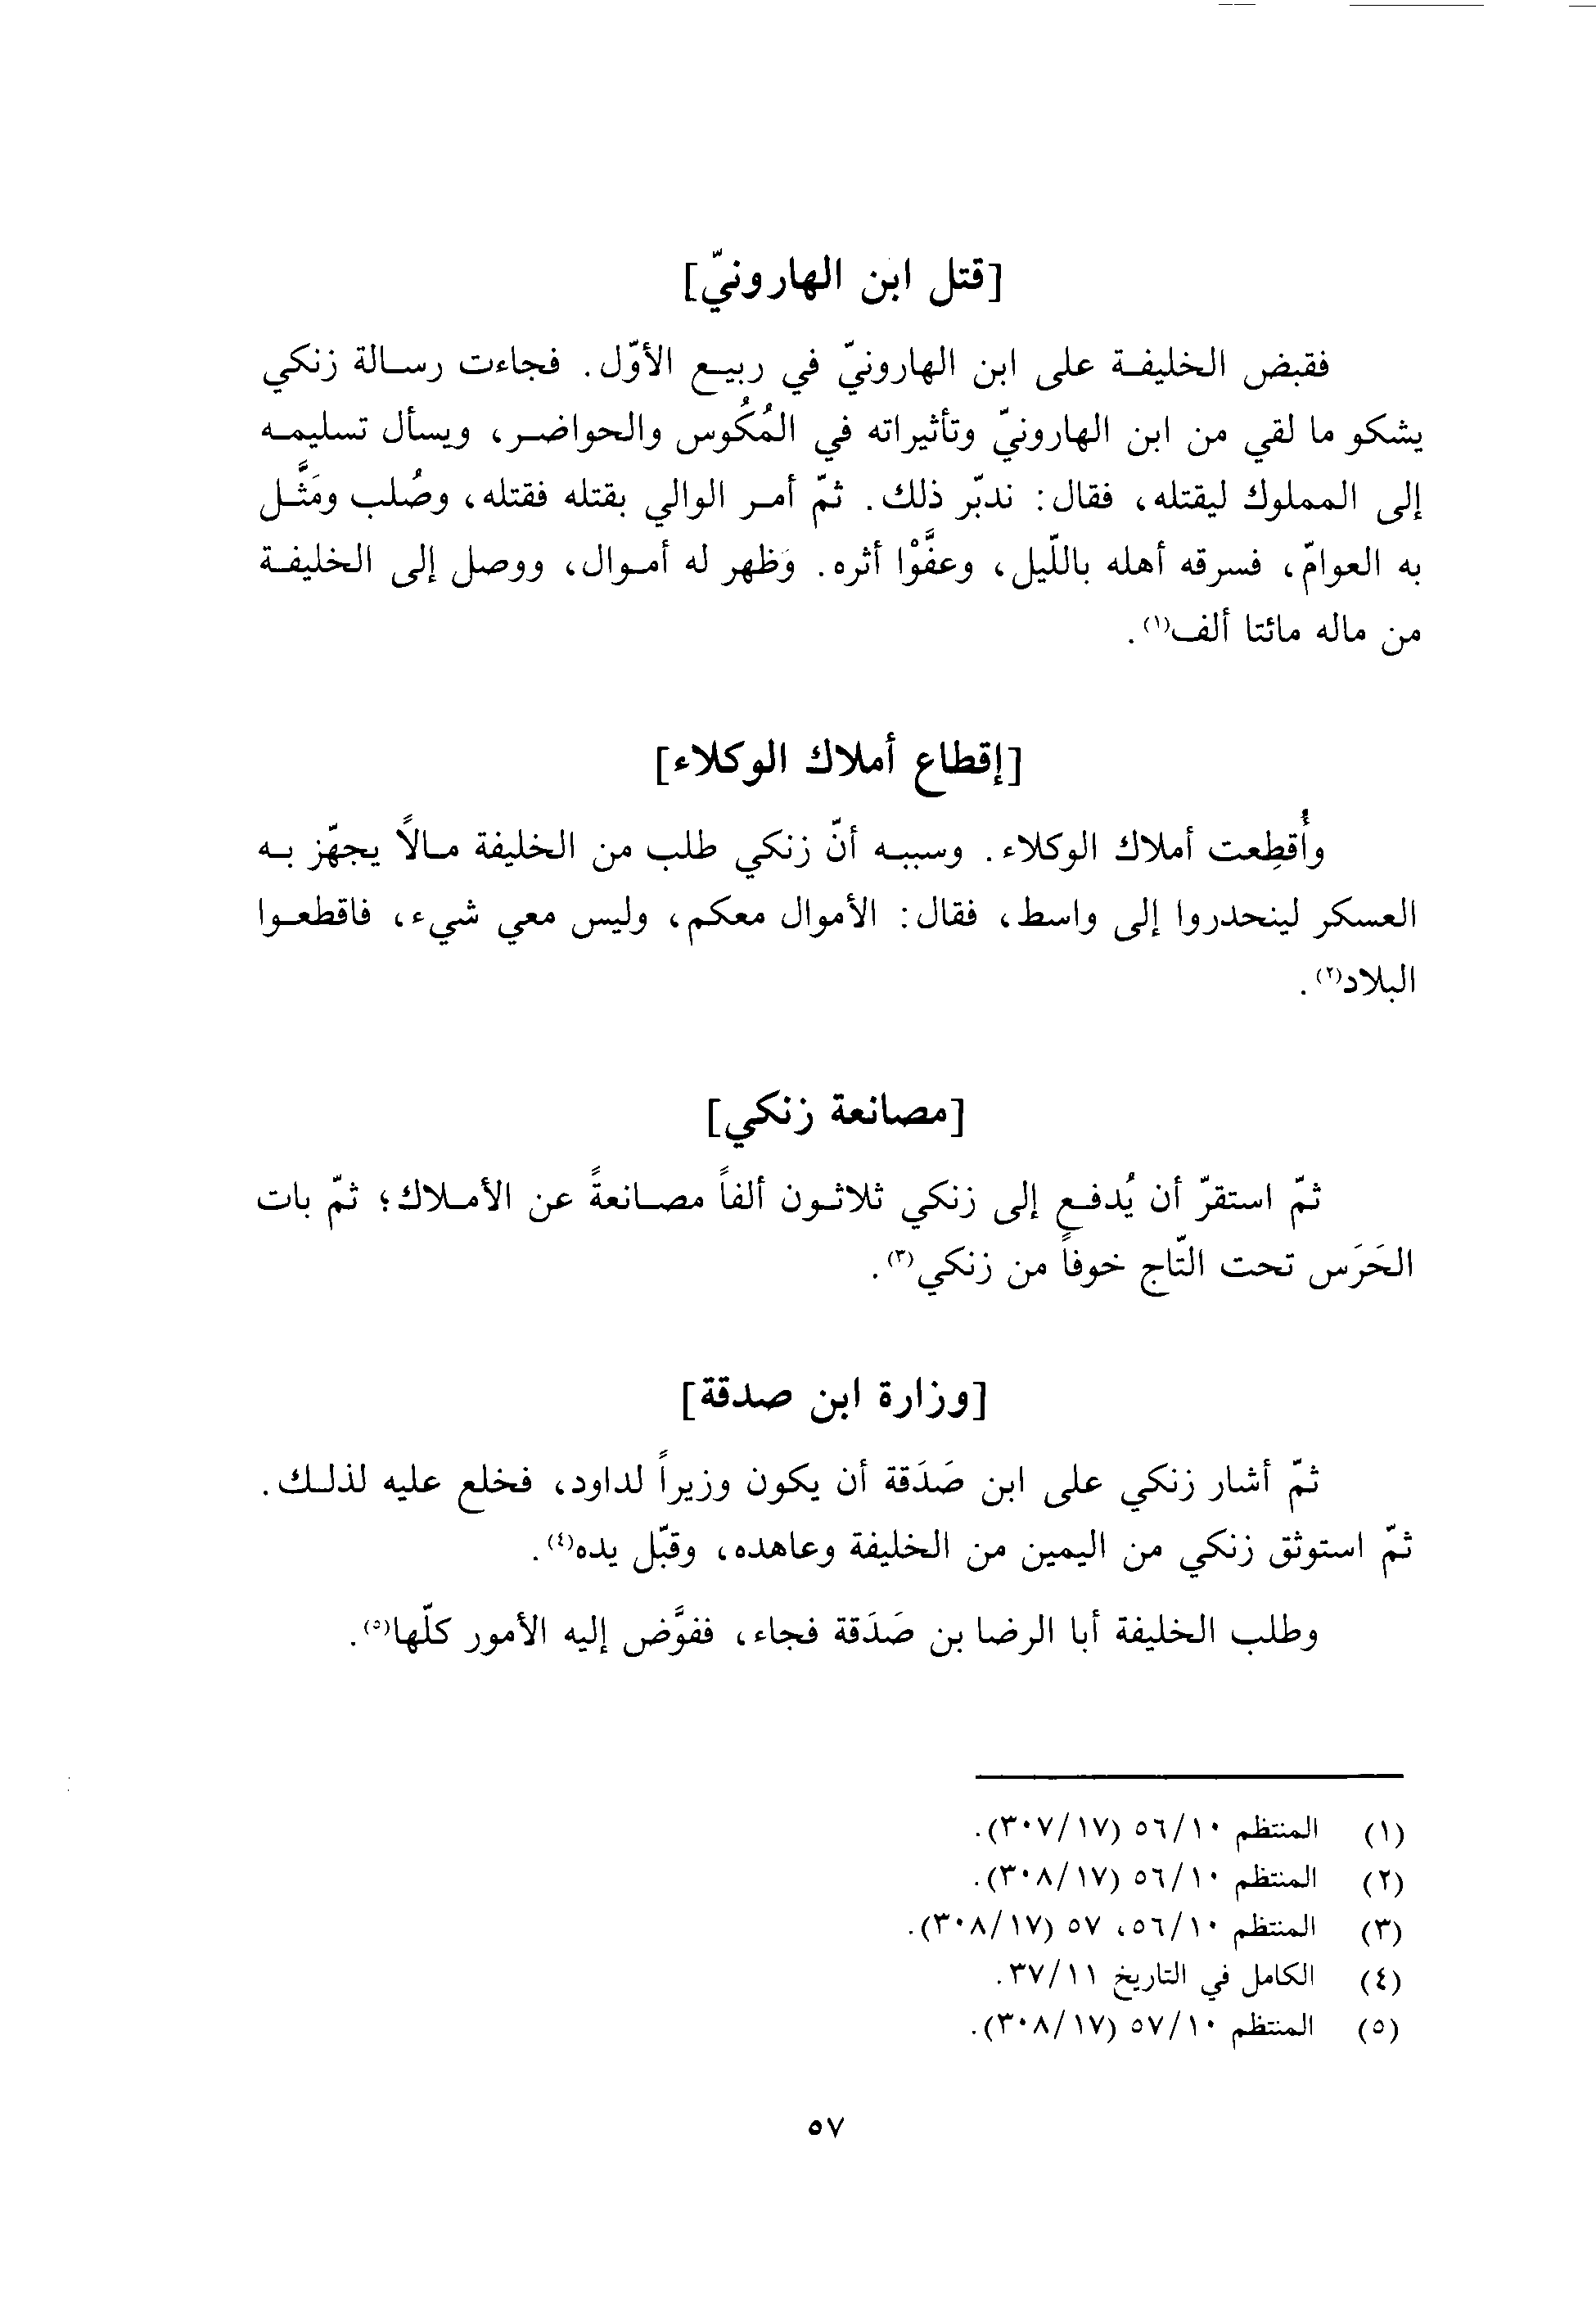 [قتل ابن الهارونيّ]
فقبض الخليفة على ابن الهارونيّ في ربيع الأوّل. فجاءت رسالة زنكي
يشكو ما لقي من ابن الهارونيّ وتأثيراته في المُكُوس والحواضر، ويسأل تسليمه
إلى المملوك ليقتله، فقال: ندبّر ذلك. ثمّ أمر الوالي بقتله فقتله، وصُلب ومَثَّل
به العوامّ، فسرقه أهله باللّيل، وعفَّوْا أثره. وَظهر له أموال، ووصل إلى الخليفة
من ماله مائتا ألف(١).
[إقطاع أملاك الوكلاء]
وأُقطِعت أملاك الوكلاء. وسببه أنّ زنكي طلب من الخليفة مالاً يجهّز به
العسكر لينحدروا إلى واسط، فقال: الأموال معكم، وليس معي شيء، فاقطعوا
البلاد(٢).
[مصانعة زنكي]
ثمّ استقرّ أن يُدفع إلى زنكي ثلاثون ألفاً مصانعةً عن الأملاك؛ ثمّ بات
الحَرَس تحت التّاج خوفاً من زنكي(٣).
[وزارة ابن صدقة]
ثمّ أشار زنكي على ابن صَدَقة أن يكون وزيراً لداود، فخلع عليه لذلك.
ثمّ استوثق زنكي من اليمين من الخليفة وعاهده، وقبّل يده(٤).
وطلب الخليفة أبا الرضا بن صَدَقة فجاء، ففوَّض إليه الأمور كلّها(٥).
(١) المنتظم ١٠/٥٦ (١٧/٣٠٧).
(٢) المنتظم ١٠/٥٦ (١٧/٣٠٨).
(٣) المنتظم ١٠/٥٦، ٥٧ (١٧/٣٠٨).
(٤) الكامل في التاريخ ١١/٣٧.
(٥) المنتظم ١٠/٥٧ (١٧/٣٠٨).
٥٧